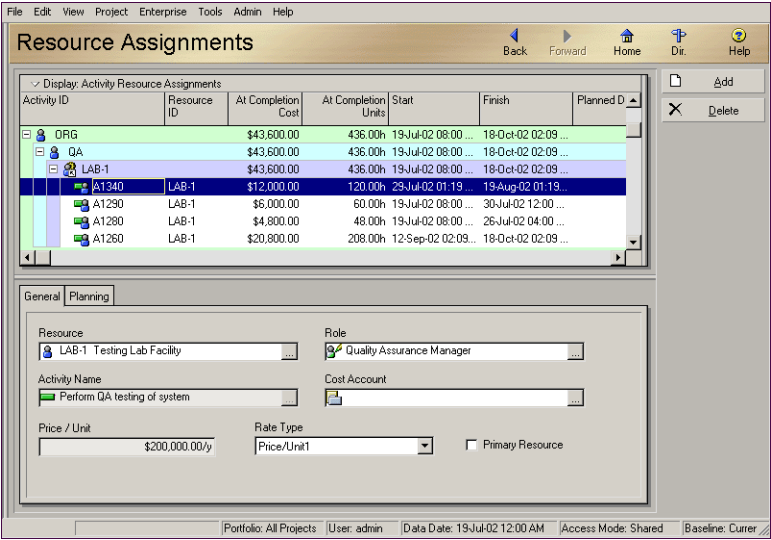 File Edit View Project Enterprise Tools Admin Help
Resource Assignments
Back Forward Home Dir. Help
Display: Activity Resource Assignments
Activity ID Resource ID At Completion Cost At Completion Units Start Finish Planned D
ORG $43,600.00 436.00h 19-Jul-02 08:00 ... 18-Oct-02 02:09 ...
QA $43,600.00 436.00h 19-Jul-02 08:00 ... 18-Oct-02 02:09 ...
LAB-1 $43,600.00 436.00h 19-Jul-02 08:00 ... 18-Oct-02 02:09 ...
A1340 LAB-1 $12,000.00 120.00h 29-Jul-02 01:19 ... 19-Aug-02 01:19...
A1290 LAB-1 $6,000.00 60.00h 19-Jul-02 08:00 ... 30-Jul-02 12:00 ...
A1280 LAB-1 $4,800.00 48.00h 19-Jul-02 08:00 ... 26-Jul-02 04:00 ...
A1260 LAB-1 $20,800.00 208.00h 12-Sep-02 02:09... 18-Oct-02 02:09 ...
Add
Delete
General Planning
Resource Role
LAB-1 Testing Lab Facility ... Quality Assurance Manager ...
Activity Name Cost Account
Perform QA testing of system ... ...
Price / Unit Rate Type
$200,000.00/y Price/Unit1 Primary Resource
Portfolio: All Projects User: admin Data Date: 19-Jul-02 12:00 AM Access Mode: Shared Baseline: Currer